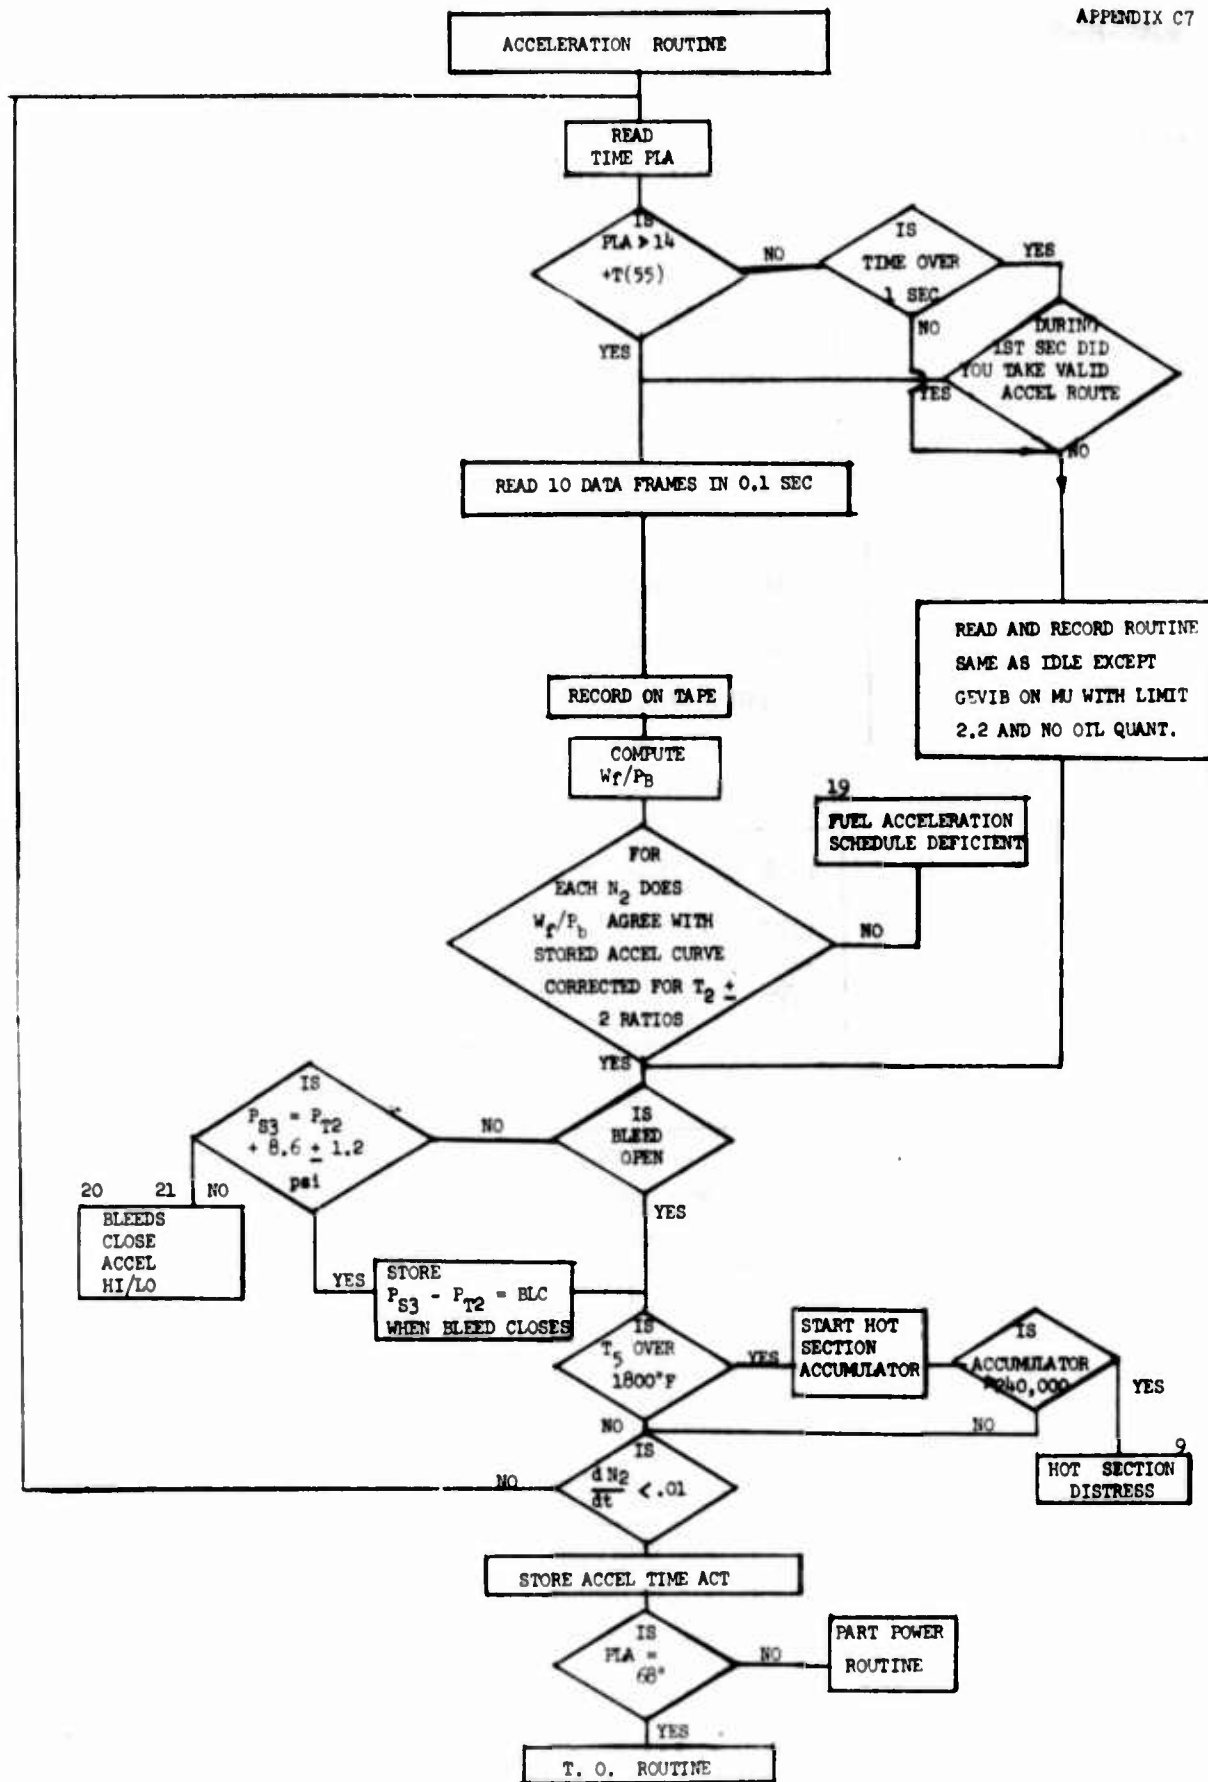 APPENDIX C7
ACCELERATION ROUTINE
READ
TIME PLA
IS
PLA > 14
+T(55)
NO
IS
TIME OVER
1 SEC
YES
NO
YES
DURING
1ST SEC DID
YOU TAKE VALID
ACCEL ROUTE
YES
NO
READ 10 DATA FRAMES IN 0.1 SEC
READ AND RECORD ROUTINE
SAME AS IDLE EXCEPT
GEVIB ON MU WITH LIMIT
2.2 AND NO OIL QUANT.
RECORD ON TAPE
COMPUTE
Wf/PB
19
FUEL ACCELERATION
SCHEDULE DEFICIENT
FOR
EACH N2 DOES
Wf/Pb AGREE WITH
STORED ACCEL CURVE
CORRECTED FOR T2 ±
2 RATIOS
NO
YES
IS
PS3 = PT2
+ 8.6 ± 1.2
psi
NO
IS
BLEED
OPEN
20 21 NO
BLEEDS
CLOSE
ACCEL
HI/LO
YES
YES
STORE
PS3 - PT2 = BLC
WHEN BLEED CLOSES
IS
T5 OVER
1800°F
YES
START HOT
SECTION
ACCUMULATOR
IS
ACCUMULATOR
>240,000
YES
NO
NO
9
HOT SECTION
DISTRESS
IS
dN2/dt < .01
NO
STORE ACCEL TIME ACT
IS
PLA =
68°
NO
PART POWER
ROUTINE
YES
T. O. ROUTINE